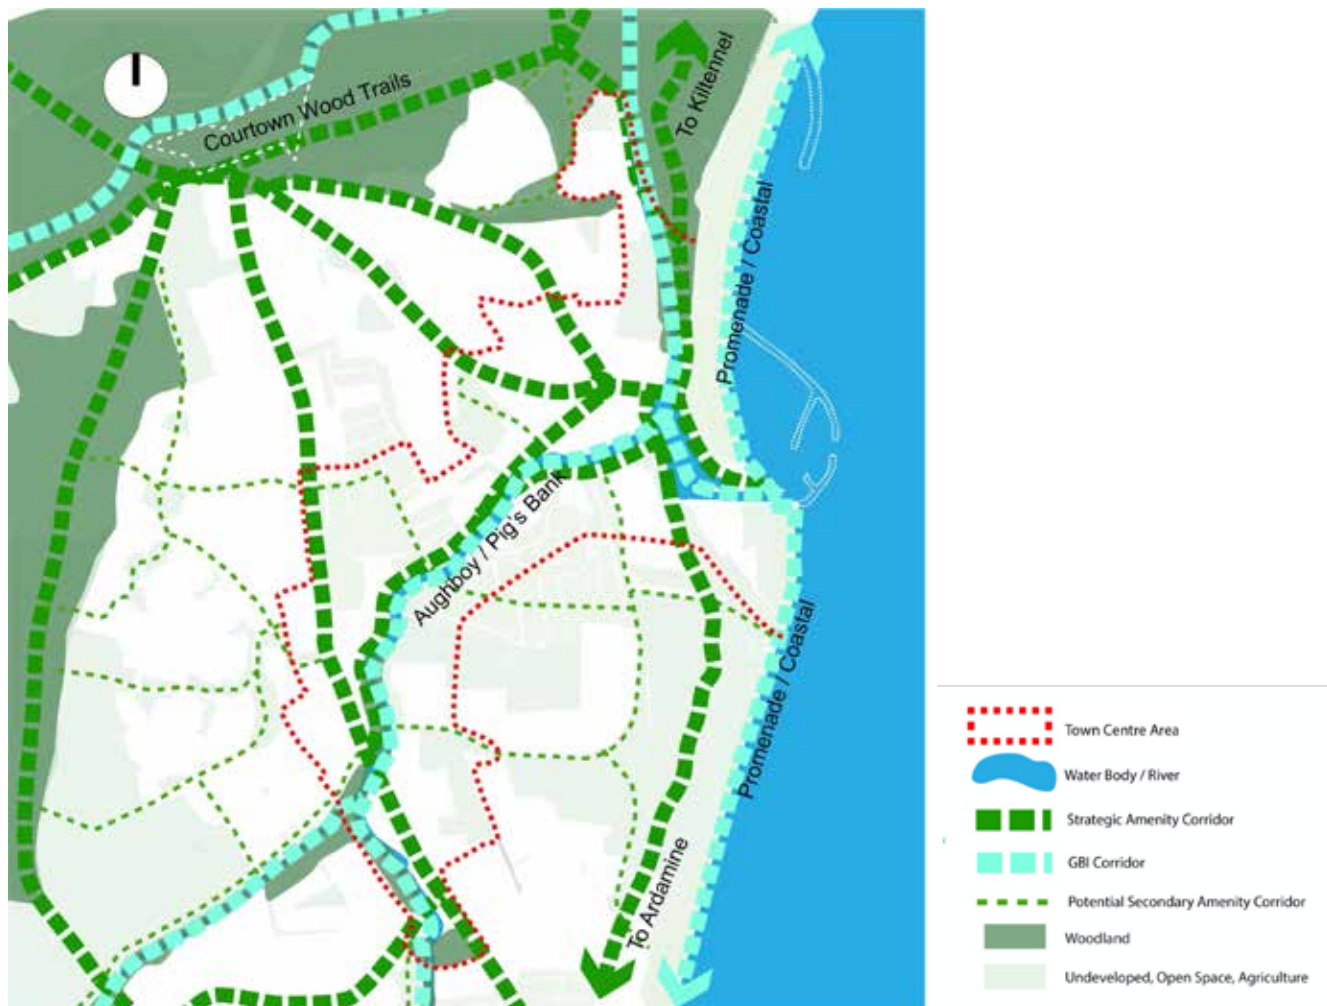 To Kiltennel
Courtown Wood Trails
Promenade / Coastal
Aughboy / Pig's Bank
Promenade / Coastal
To Ardamine
Town Centre Area
Water Body / River
Strategic Amenity Corridor
GBI Corridor
Potential Secondary Amenity Corridor
Woodland
Undeveloped, Open Space, Agriculture